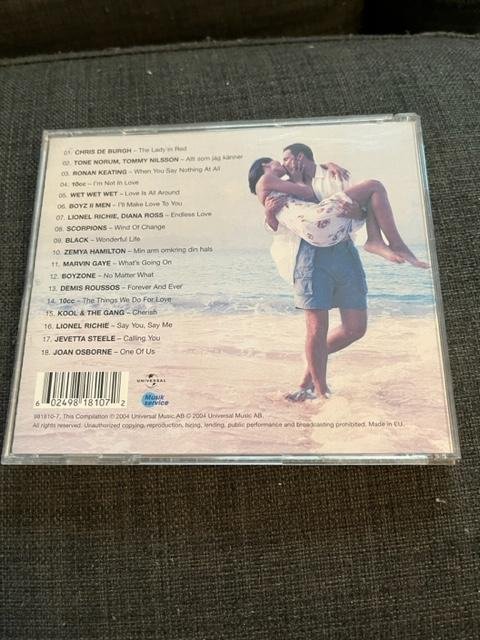 01. CHRIS DE BURGH – The Lady in Red
02. TONE NORUM, TOMMY NILSSON – Allt som jag känner
03. RONAN KEATING – When You Say Nothing At All
04. 10cc – I'm Not In Love
05. WET WET WET – Love Is All Around
06. BOYZ II MEN – I'll Make Love To You
07. LIONEL RICHIE, DIANA ROSS – Endless Love
08. SCORPIONS – Wind Of Change
09. BLACK – Wonderful Life
10. ZEMYA HAMILTON – Min arm omkring din hals
11. MARVIN GAYE – What's Going On
12. BOYZONE – No Matter What
13. DEMIS ROUSSOS – Forever And Ever
14. 10cc – The Things We Do For Love
15. KOOL & THE GANG – Cherish
16. LIONEL RICHIE – Say You, Say Me
17. JEVETTA STEELE – Calling You
18. JOAN OSBORNE – One Of Us
6 02498 18107 2
UNIVERSAL
Musik
service
981810-7, This Compilation ℗ 2004 Universal Music AB © 2004 Universal Music AB.
All rights reserved. Unauthorized copying, reproduction, hiring, lending, public performance and broadcasting prohibited. Made in EU.